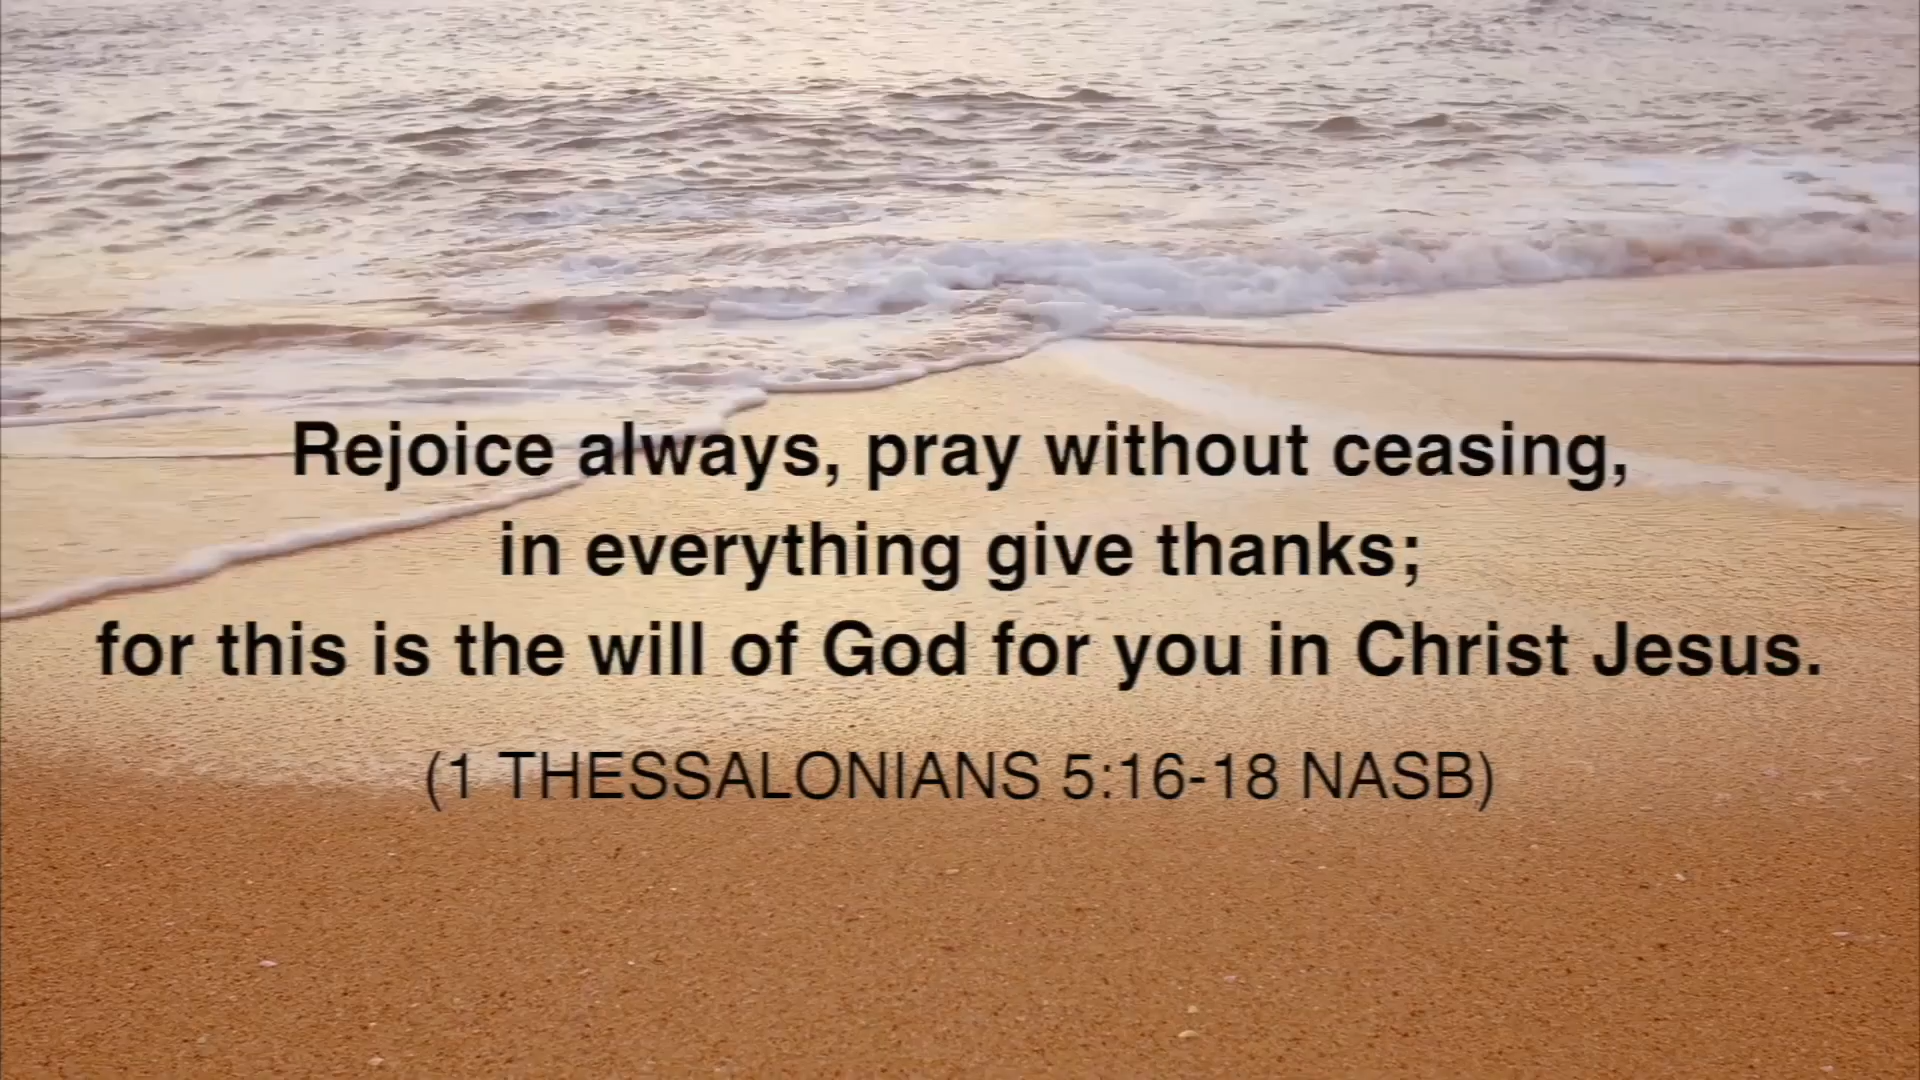 Rejoice always, pray without ceasing,
in everything give thanks;
for this is the will of God for you in Christ Jesus.
(1 THESSALONIANS 5:16-18 NASB)